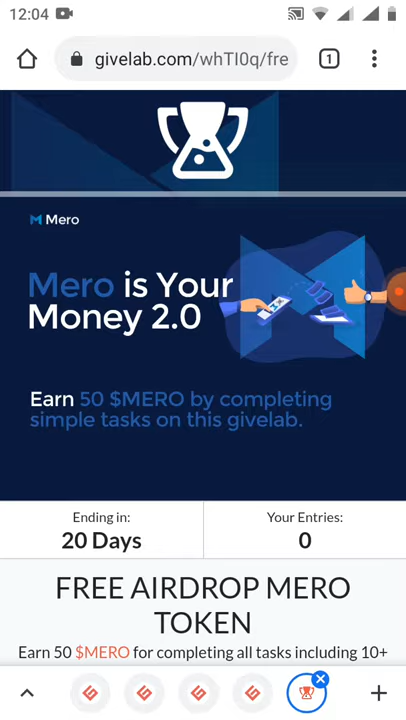 12:04
givelab.com/whTI0q/fre
1
Mero
Mero is Your
Money 2.0
Earn 50 $MERO by completing
simple tasks on this givelab.
Ending in:
20 Days
Your Entries:
0
FREE AIRDROP MERO
TOKEN
Earn 50 $MERO for completing all tasks including 10+